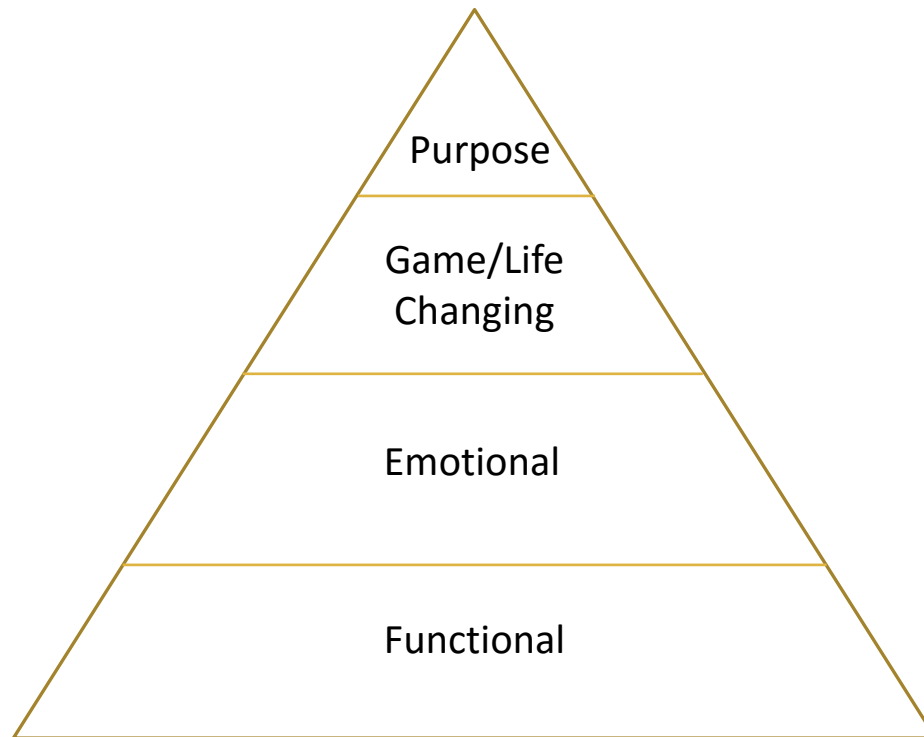 Purpose
Game/Life
Changing
Emotional
Functional